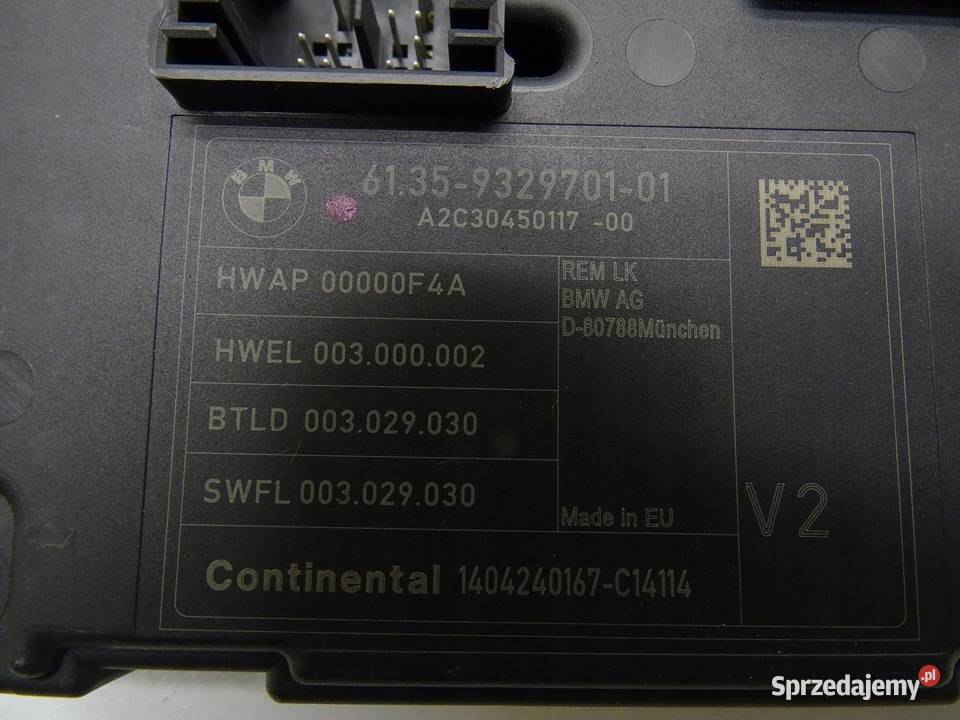 BMW
61.35-9329701-01
A2C30450117 -00
HWAP 00000F4A
HWEL 003.000.002
BTLD 003.029.030
SWFL 003.029.030
REM LK
BMW AG
D-80788München
Made in EU
V2
Continental 1404240167-C14114
Sprzedajemy.pl